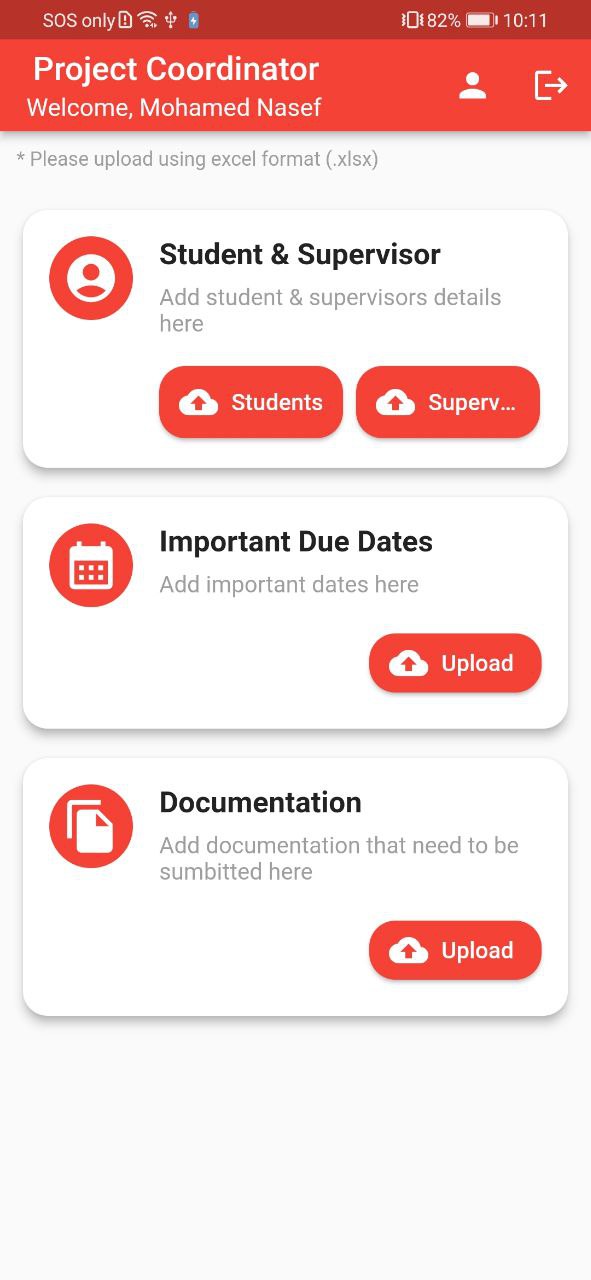 SOS only 82% 10:11
Project Coordinator
Welcome, Mohamed Nasef
* Please upload using excel format (.xlsx)
Student & Supervisor
Add student & supervisors details
here
Students Superv...
Important Due Dates
Add important dates here
Upload
Documentation
Add documentation that need to be
sumbitted here
Upload